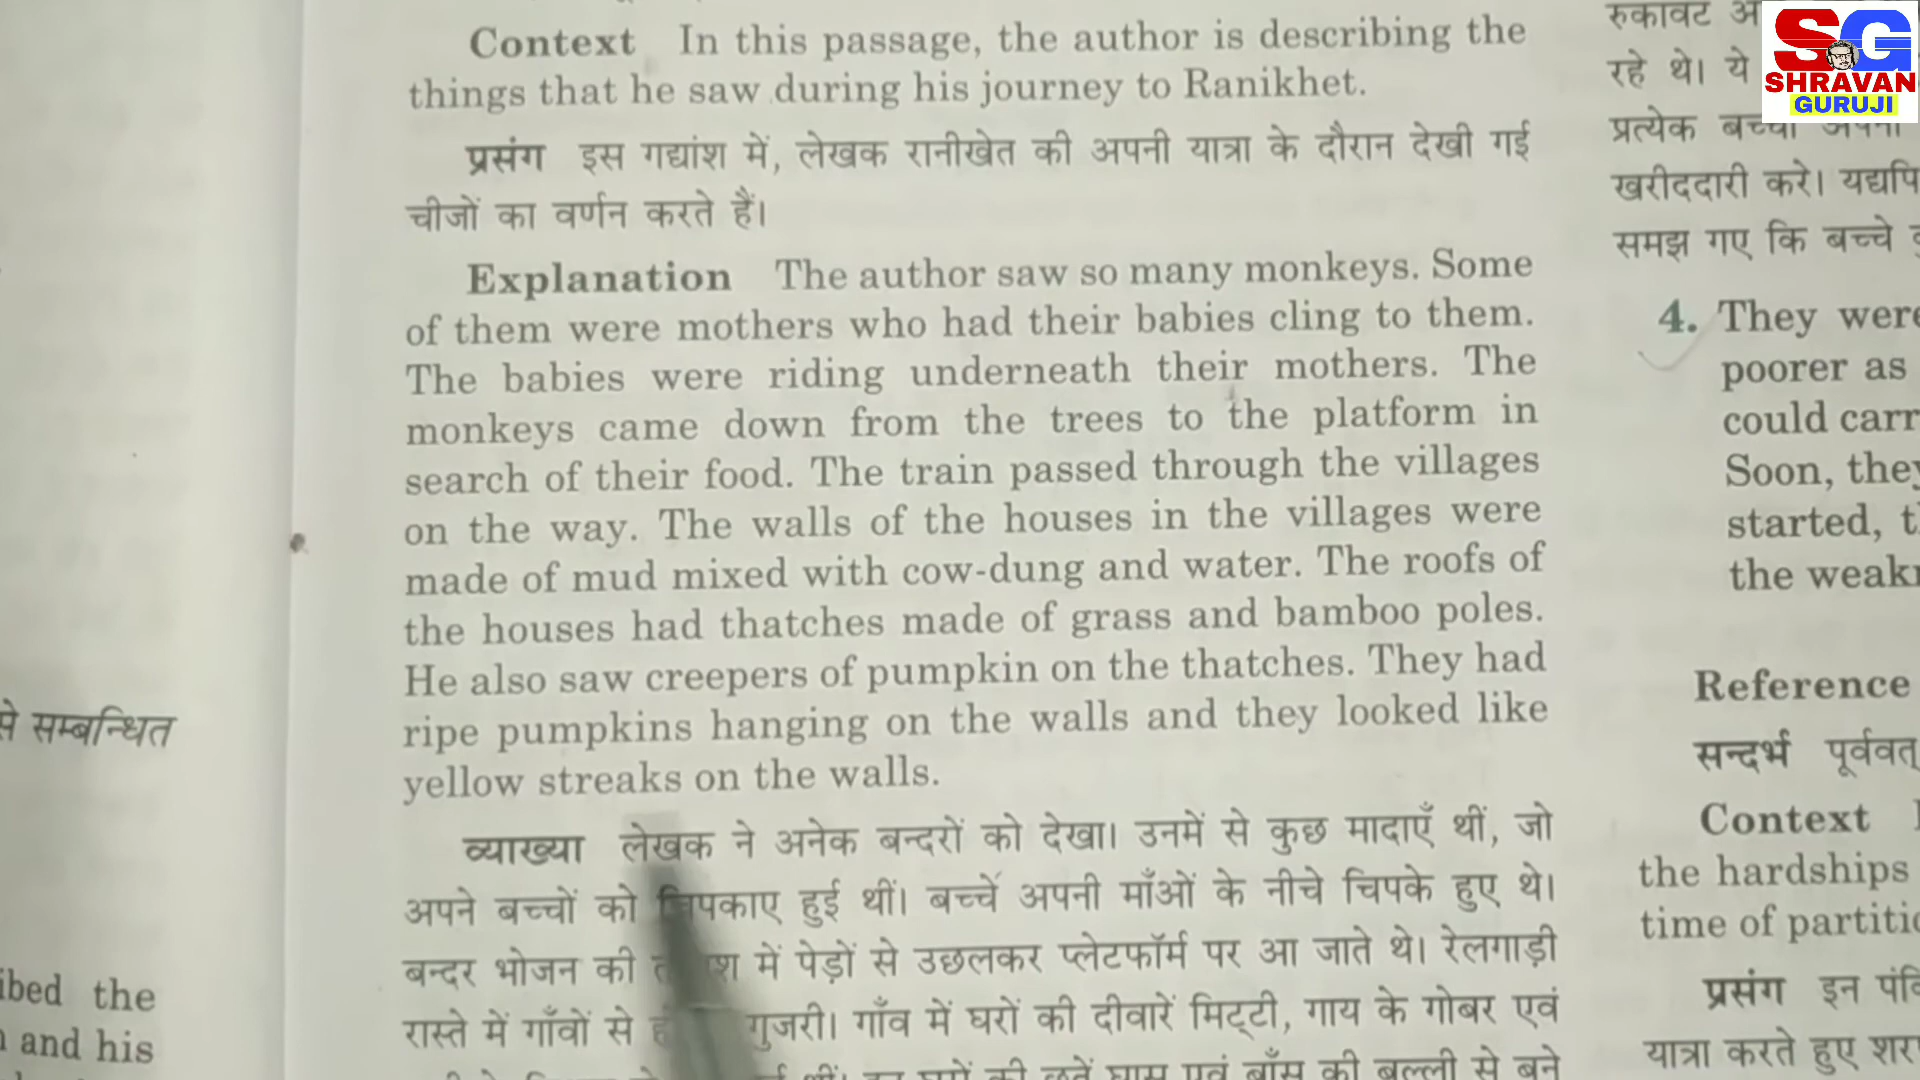 से सम्बन्धित
the
and his
Context In this passage, the author is describing the
things that he saw during his journey to Ranikhet.
प्रसंग इस गद्यांश में, लेखक रानीखेत की अपनी यात्रा के दौरान देखी गई
चीजों का वर्णन करते हैं।
Explanation The author saw so many monkeys. Some
of them were mothers who had their babies cling to them.
The babies were riding underneath their mothers. The
monkeys came down from the trees to the platform in
search of their food. The train passed through the villages
on the way. The walls of the houses in the villages were
made of mud mixed with cow-dung and water. The roofs of
the houses had thatches made of grass and bamboo poles.
He also saw creepers of pumpkin on the thatches. They had
ripe pumpkins hanging on the walls and they looked like
yellow streaks on the walls.
व्याख्या लेखक ने अनेक बन्दरों को देखा। उनमें से कुछ मादाएँ थीं, जो
अपने बच्चों को हुई थीं। बच्चें अपनी माँओं के नीचे चिपके हुए थे।
बन्दर भोजन की में पेड़ों से उछलकर प्लेटफॉर्म पर आ जाते थे। रेलगाड़ी
रास्ते में गाँवों से गुजरी। गाँव में घरों की दीवारें मिट्टी, गाय के गोबर एवं
घरों की छतें घास एवं बाँस की बल्ली से बने
रुकावट
रहे थे। ये
प्रत्येक बच्चा अपनी
खरीददारी करे। यद्यपि
समझ गए कि बच्चे
4. They were
poorer as
could
Soon, they
started,
the
Reference
सन्दर्भ पूर्ववत्
Context
the hardships
time of
प्रसंग इन
यात्रा करते हुए
SG
SHRAVAN
GURUJI